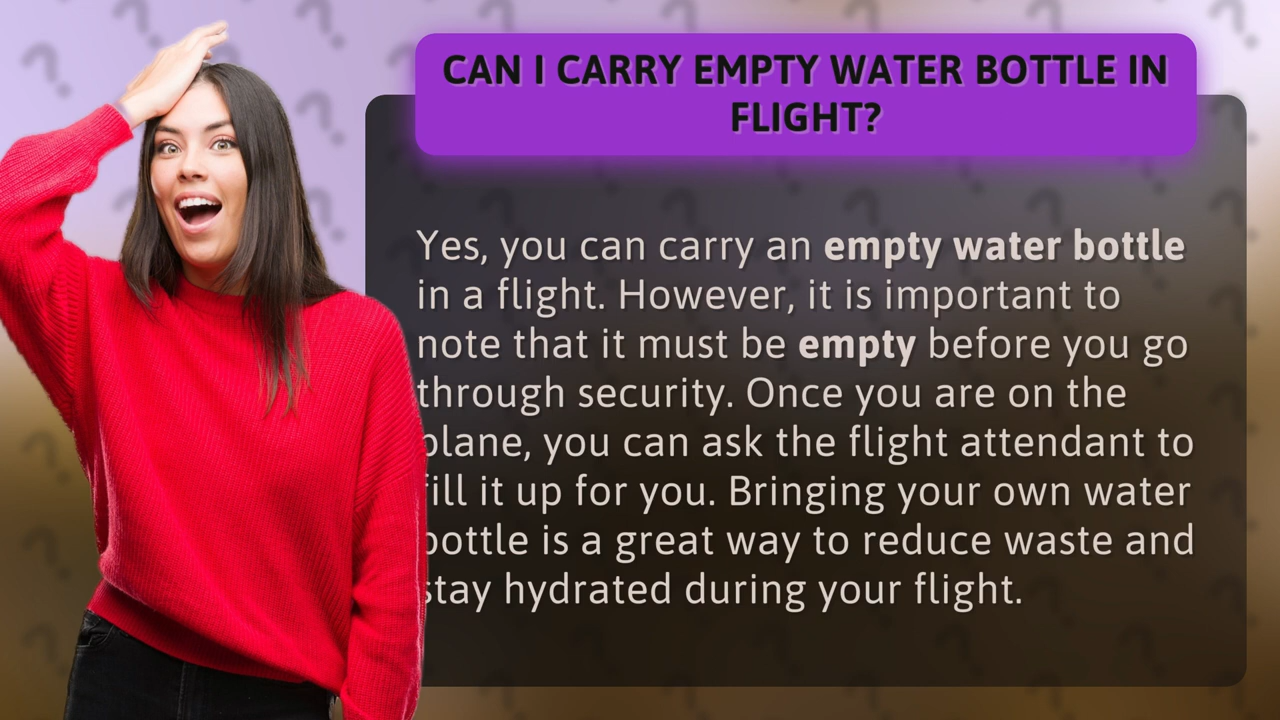 CAN I CARRY EMPTY WATER BOTTLE IN
FLIGHT?
Yes, you can carry an empty water bottle
in a flight. However, it is important to
note that it must be empty before you go
through security. Once you are on the
plane, you can ask the flight attendant to
fill it up for you. Bringing your own water
bottle is a great way to reduce waste and
stay hydrated during your flight.